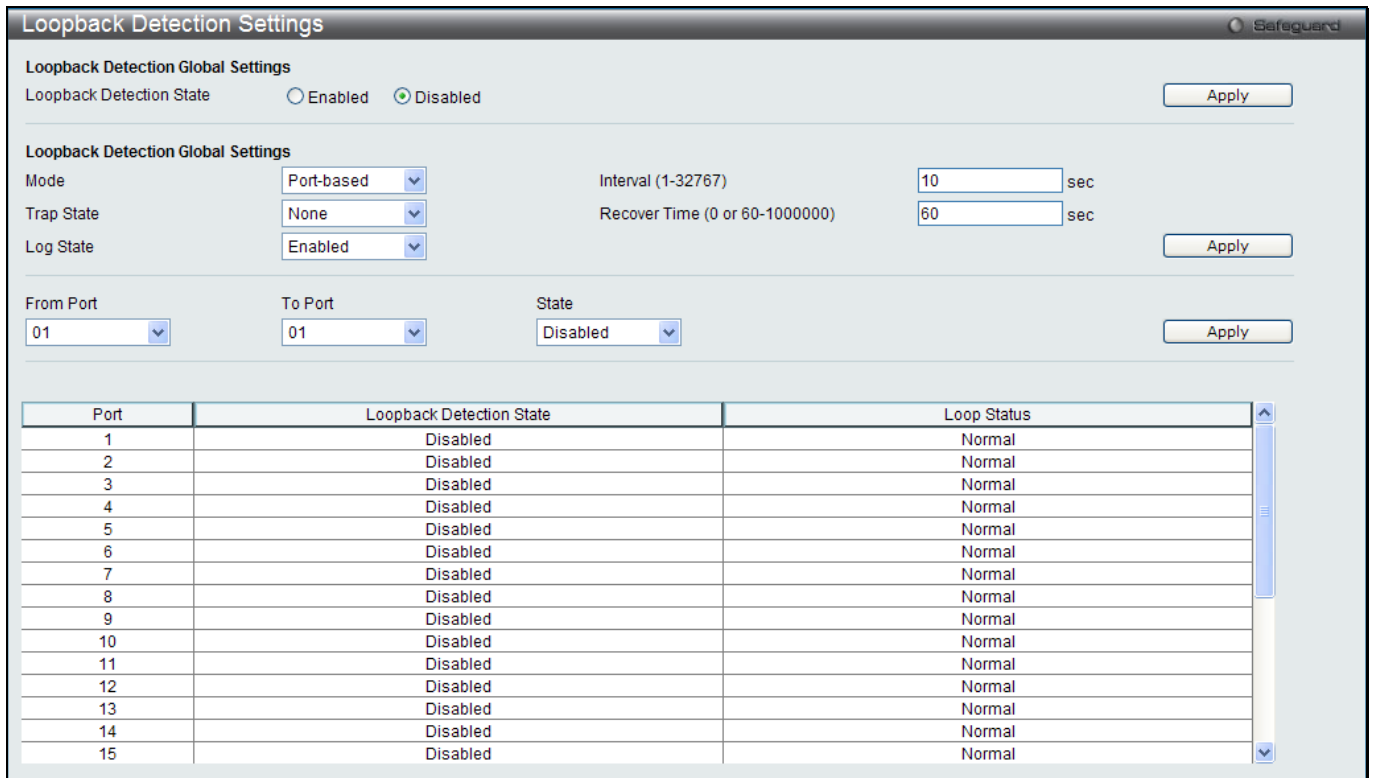 Loopback Detection Settings Safeguard
Loopback Detection Global Settings
Loopback Detection State Enabled Disabled Apply
Loopback Detection Global Settings
Mode Port-based Interval (1-32767) 10 sec
Trap State None Recover Time (0 or 60-1000000) 60 sec
Log State Enabled Apply
From Port To Port State
01 01 Disabled Apply
Port Loopback Detection State Loop Status
1 Disabled Normal
2 Disabled Normal
3 Disabled Normal
4 Disabled Normal
5 Disabled Normal
6 Disabled Normal
7 Disabled Normal
8 Disabled Normal
9 Disabled Normal
10 Disabled Normal
11 Disabled Normal
12 Disabled Normal
13 Disabled Normal
14 Disabled Normal
15 Disabled Normal